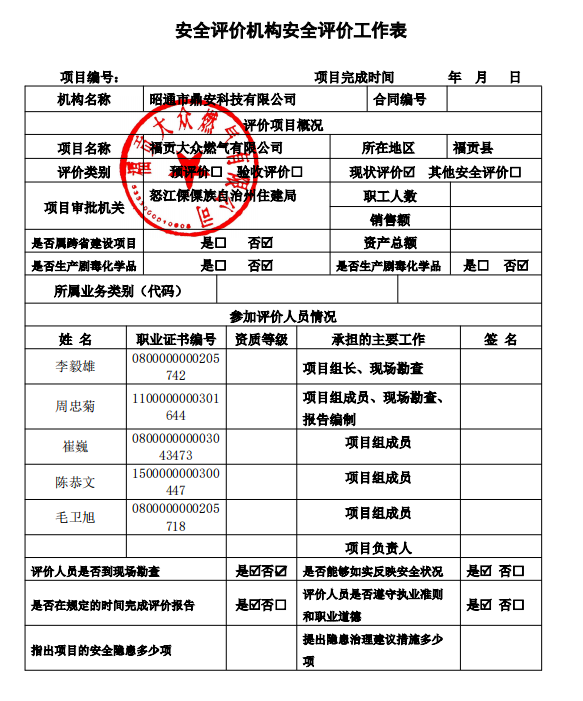 安全评价机构安全评价工作表
项目编号： 项目完成时间 年 月 日
机构名称 昭通市鼎安科技有限公司 合同编号
评价项目概况
项目名称 福贡大众燃气有限公司 所在地区 福贡县
评价类别 预评价☐ 验收评价☐ 现状评价☑ 其他安全评价☐
项目审批机关 怒江傈僳族自治州住建局 职工人数
销售额
是否属跨省建设项目 是☐ 否☑ 资产总额
是否生产剧毒化学品 是☐ 否☑ 是否生产剧毒化学品 是☐ 否☑
所属业务类别（代码）
参加评价人员情况
姓 名 职业证书编号 资质等级 承担的主要工作 签 名
李毅雄 0800000000205
742 项目组长、现场勘查
周忠菊 1100000000301
644 项目组成员、现场勘查、
报告编制
崔巍 0800000000030
43473 项目组成员
陈恭文 1500000000300
447 项目组成员
毛卫旭 0800000000205
718 项目组成员
项目负责人
评价人员是否到现场勘查 是☑否☑ 是否能够如实反映安全状况 是☑ 否☐
是否在规定的时间完成评价报告 是☑否☐ 评价人员是否遵守执业准则
和职业道德 是☑ 否☐
指出项目的安全隐患多少项 提出隐患治理建议措施多少
项
福贡大众燃气有限公司